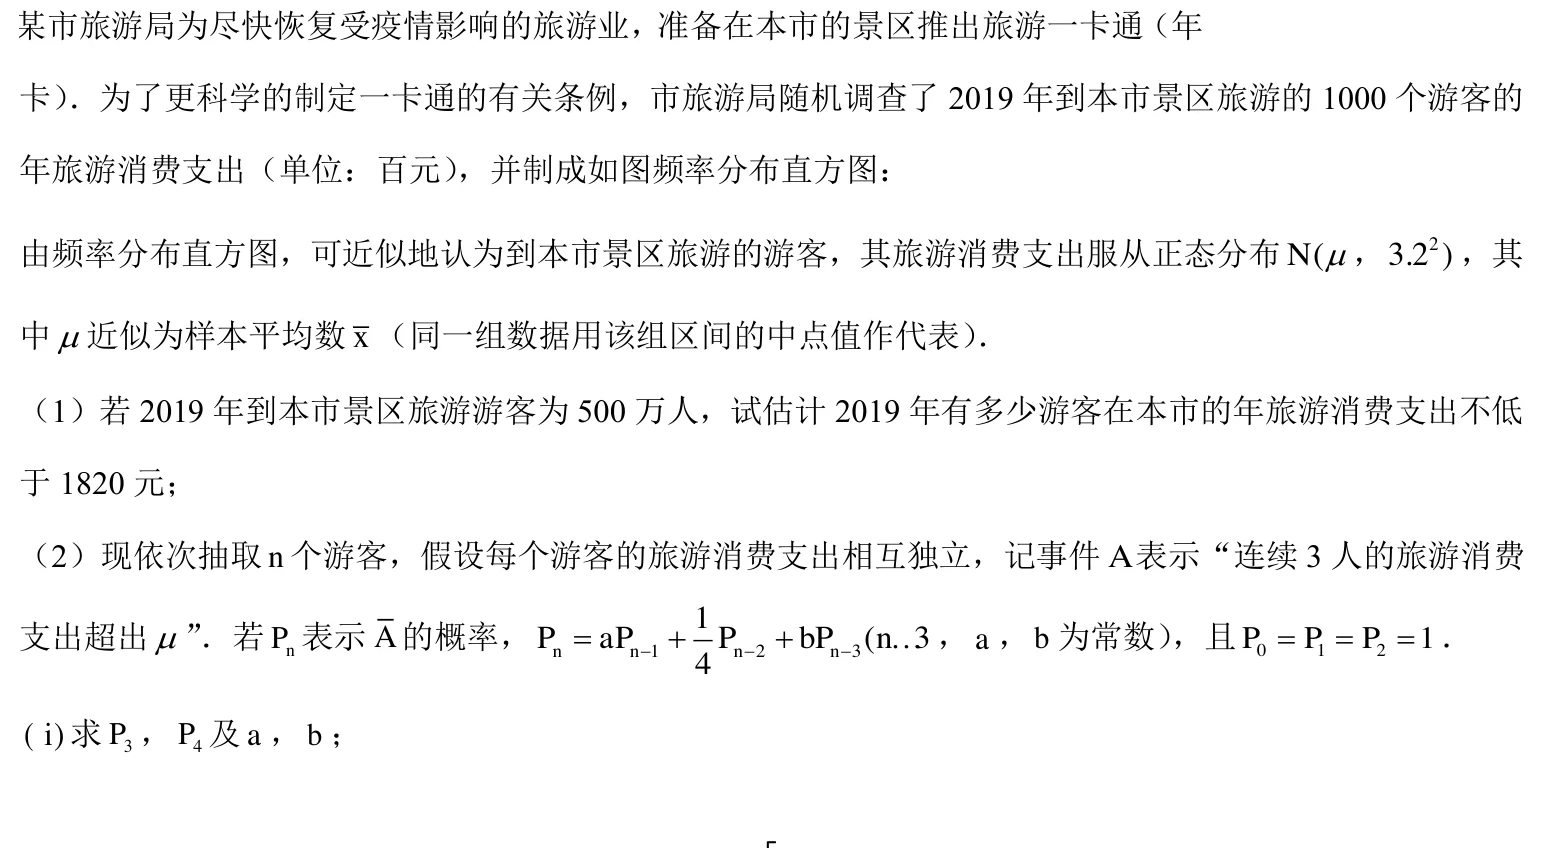 某市旅游局为尽快恢复受疫情影响的旅游业，准备在本市的景区推出旅游一卡通（年
卡）．为了更科学的制定一卡通的有关条例，市旅游局随机调查了 2019 年到本市景区旅游的 1000 个游客的
年旅游消费支出（单位：百元），并制成如图频率分布直方图：
由频率分布直方图，可近似地认为到本市景区旅游的游客，其旅游消费支出服从正态分布 N(μ，3.2²)，其
中 μ 近似为样本平均数 x̄（同一组数据用该组区间的中点值作代表）．
（1）若 2019 年到本市景区旅游游客为 500 万人，试估计 2019 年有多少游客在本市的年旅游消费支出不低
于 1820 元；
（2）现依次抽取 n 个游客，假设每个游客的旅游消费支出相互独立，记事件 A 表示“连续 3 人的旅游消费
支出超出 μ”．若 Pₙ 表示 A̅ 的概率，Pₙ = aPₙ₋₁ + 1/4 Pₙ₋₂ + bPₙ₋₃(n‥3，a，b 为常数)，且 P₀ = P₁ = P₂ = 1．
( i)求 P₃，P₄ 及 a，b；